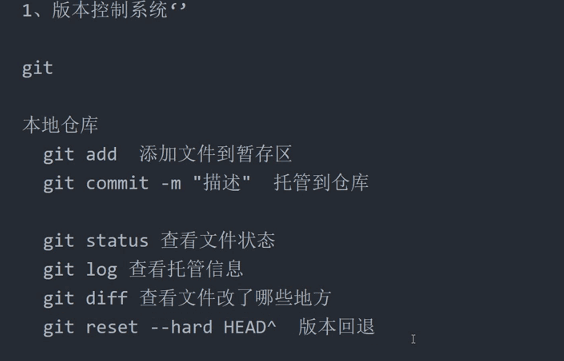 1、版本控制系统‘’
git
本地仓库
git add 添加文件到暂存区
git commit -m "描述" 托管到仓库
git status 查看文件状态
git log 查看托管信息
git diff 查看文件改了哪些地方
git reset --hard HEAD^ 版本回退